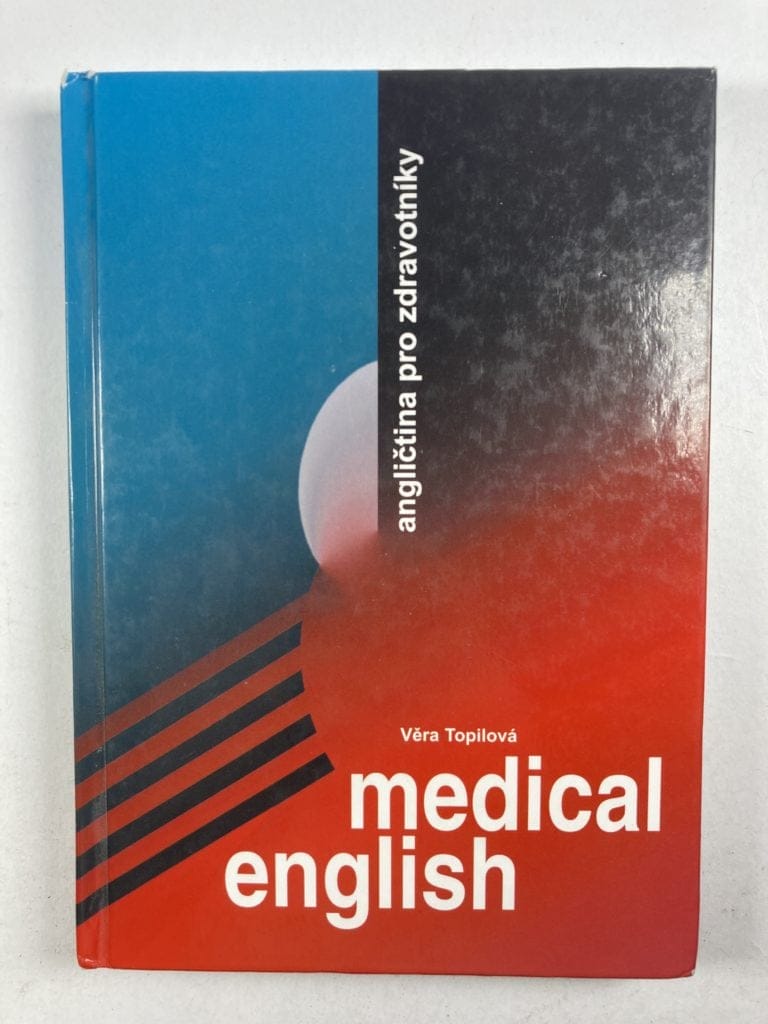 angličtina pro zdravotníky
Věra Topilová
medical
english